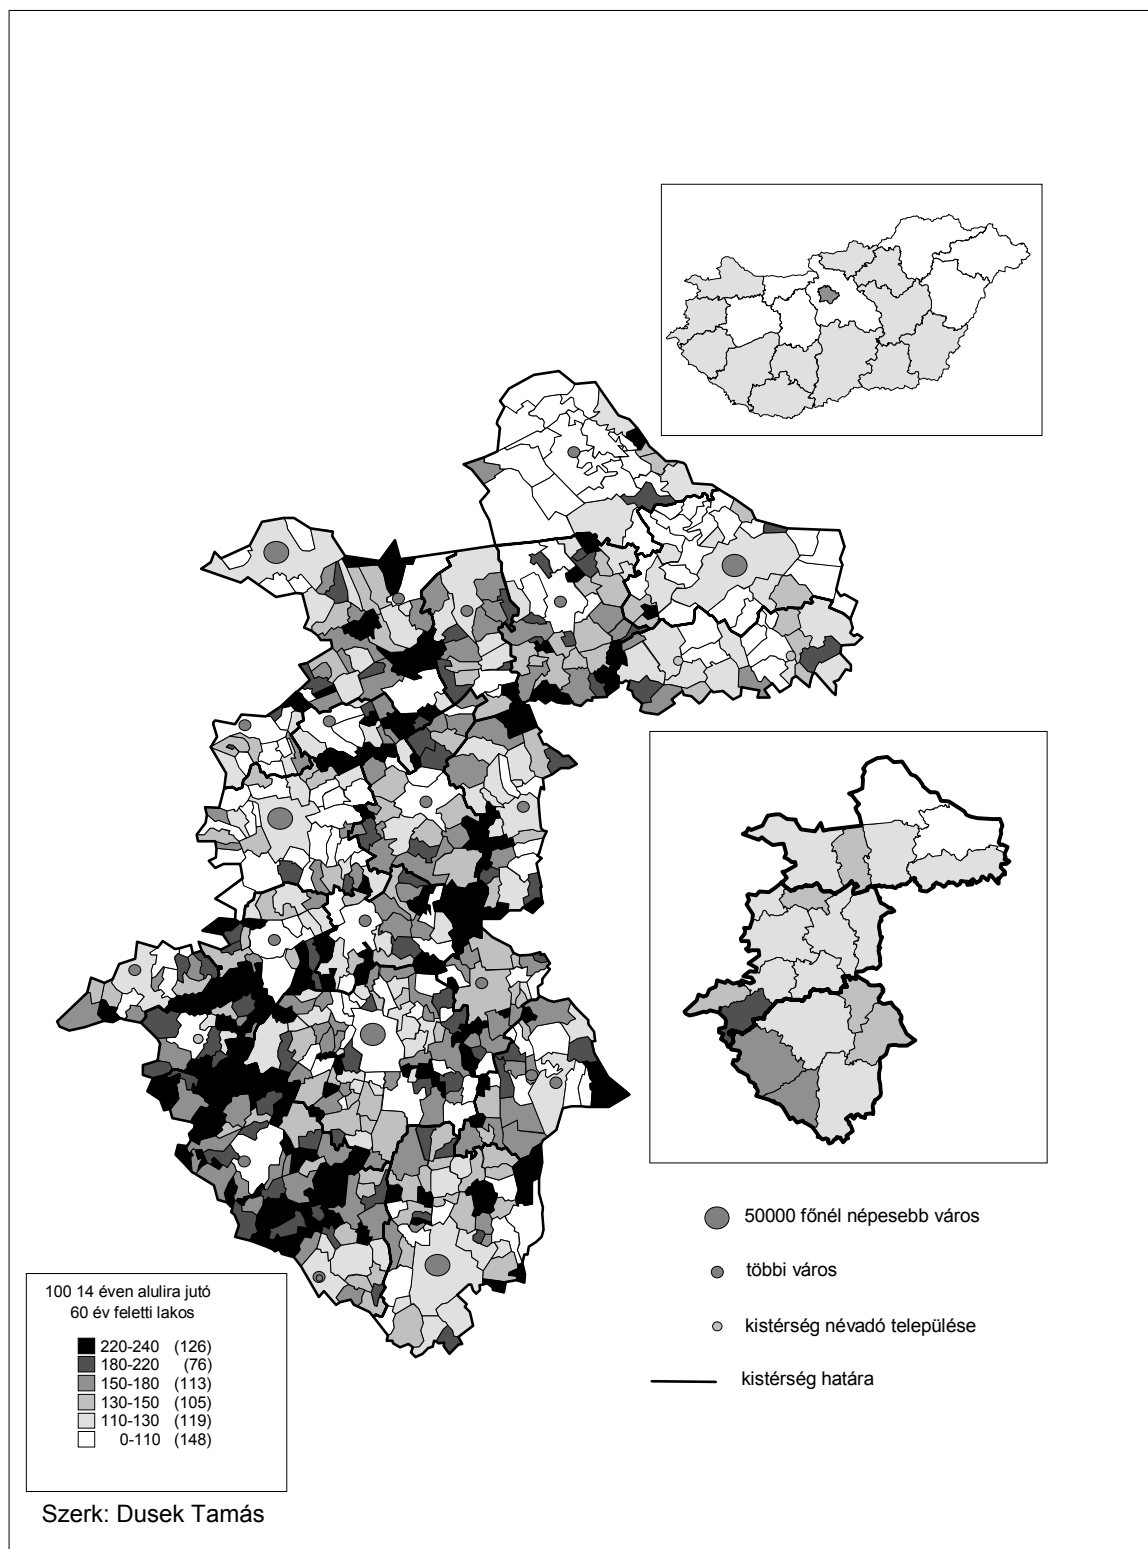 50000 főnél népesebb város
többi város
kistérség névadó települése
kistérség határa
100 14 éven alulira jutó
60 év feletti lakos
220-240 (126)
180-220 (76)
150-180 (113)
130-150 (105)
110-130 (119)
0-110 (148)
Szerk: Dusek Tamás